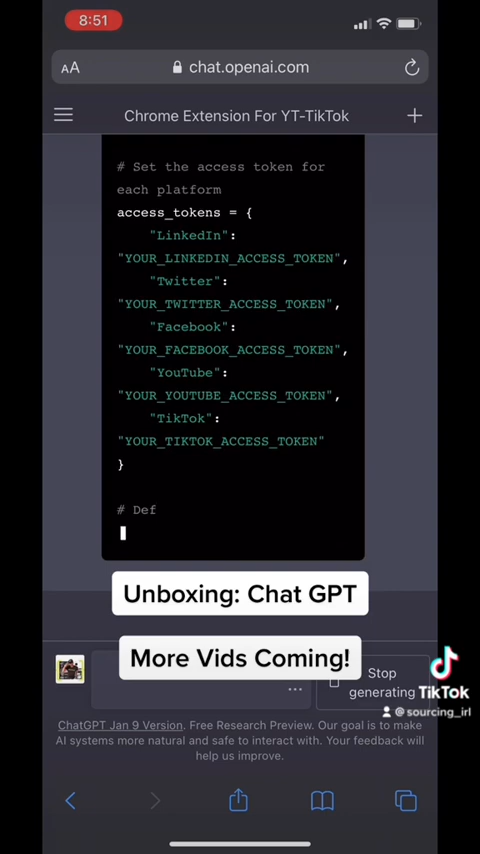 8:51
AA
chat.openai.com
Chrome Extension For YT-TikTok
# Set the access token for
each platform
access_tokens = {
"LinkedIn":
"YOUR_LINKEDIN_ACCESS_TOKEN",
"Twitter":
"YOUR_TWITTER_ACCESS_TOKEN",
"Facebook":
"YOUR_FACEBOOK_ACCESS_TOKEN",
"YouTube":
"YOUR_YOUTUBE_ACCESS_TOKEN",
"TikTok":
"YOUR_TIKTOK_ACCESS_TOKEN"
}
# Def
Unboxing: Chat GPT
More Vids Coming!
Stop
generating
TikTok
@sourcing_irl
ChatGPT Jan 9 Version. Free Research Preview. Our goal is to make
AI systems more natural and safe to interact with. Your feedback will
help us improve.